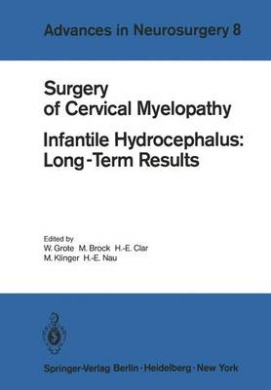 Advances in Neurosurgery 8
Surgery
of Cervical Myelopathy
Infantile Hydrocephalus:
Long-Term Results
Edited by
W. Grote M. Brock H.-E. Clar
M. Klinger H.-E. Nau
Springer-Verlag Berlin · Heidelberg · New York